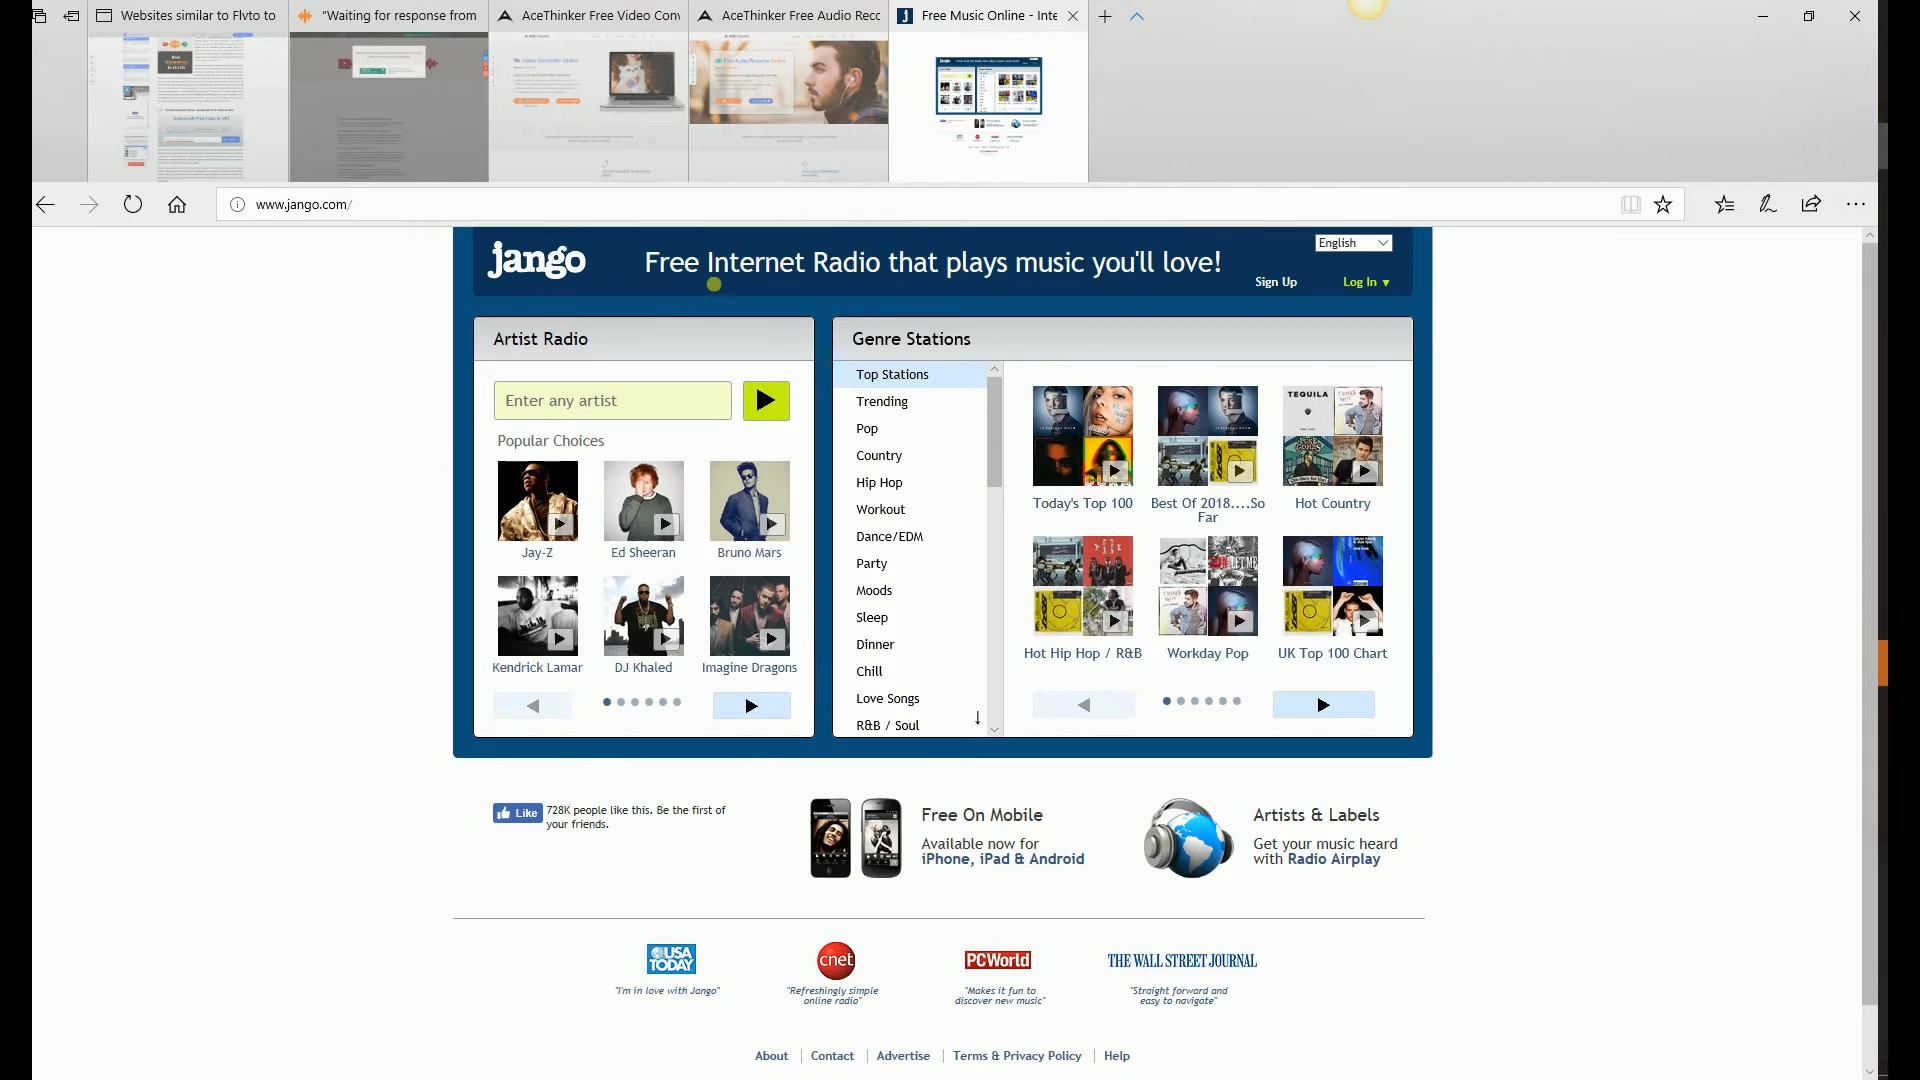 Websites similar to Flvto to
"Waiting for response from
AceThinker Free Video Conv
AceThinker Free Audio Reco
Free Music Online - Inte
www.jango.com/
jango
Free Internet Radio that plays music you'll love!
English
Sign Up
Log In ▼
Artist Radio
Enter any artist
Popular Choices
Jay-Z
Ed Sheeran
Bruno Mars
Kendrick Lamar
DJ Khaled
Imagine Dragons
Genre Stations
Top Stations
Trending
Pop
Country
Hip Hop
Workout
Dance/EDM
Party
Moods
Sleep
Dinner
Chill
Love Songs
R&B / Soul
TEQUILA
Today's Top 100
Best Of 2018....So
Far
Hot Country
Hot Hip Hop / R&B
Workday Pop
UK Top 100 Chart
Like
728K people like this. Be the first of
your friends.
Free On Mobile
Available now for
iPhone, iPad & Android
Artists & Labels
Get your music heard
with Radio Airplay
USA
TODAY
"I'm in love with Jango"
cnet
"Refreshingly simple
online radio"
PCWorld
"Makes it fun to
discover new music"
THE WALL STREET JOURNAL
"Straight forward and
easy to navigate"
About
Contact
Advertise
Terms & Privacy Policy
Help